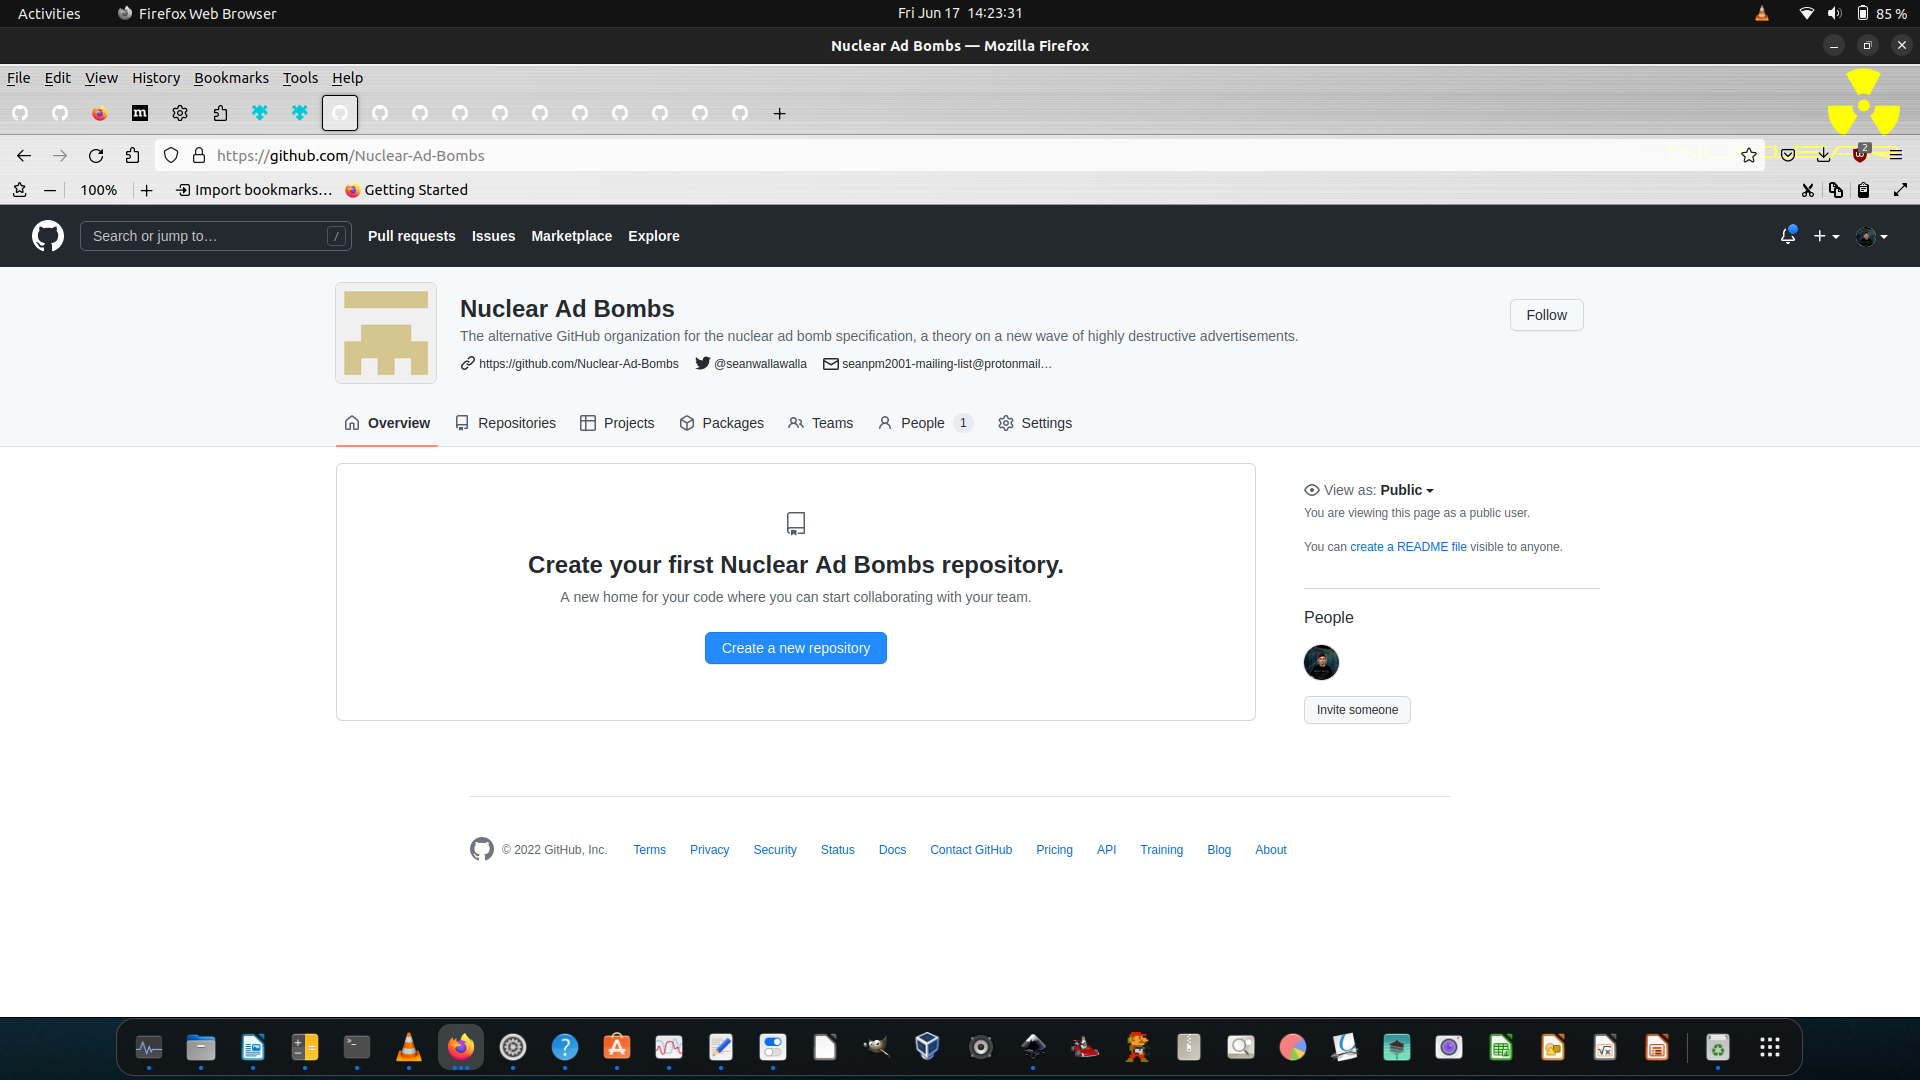 Activities Firefox Web Browser Fri Jun 17 14:23:31 85 %
Nuclear Ad Bombs — Mozilla Firefox
File Edit View History Bookmarks Tools Help
m
https://github.com/Nuclear-Ad-Bombs 2
100% Import bookmarks… Getting Started
Search or jump to… / Pull requests Issues Marketplace Explore
Nuclear Ad Bombs
Follow
The alternative GitHub organization for the nuclear ad bomb specification, a theory on a new wave of highly destructive advertisements.
https://github.com/Nuclear-Ad-Bombs @seanwallawalla seanpm2001-mailing-list@protonmail…
Overview Repositories Projects Packages Teams People 1 Settings
View as: Public
You are viewing this page as a public user.
You can create a README file visible to anyone.
Create your first Nuclear Ad Bombs repository.
A new home for your code where you can start collaborating with your team.
Create a new repository
People
Invite someone
© 2022 GitHub, Inc. Terms Privacy Security Status Docs Contact GitHub Pricing API Training Blog About